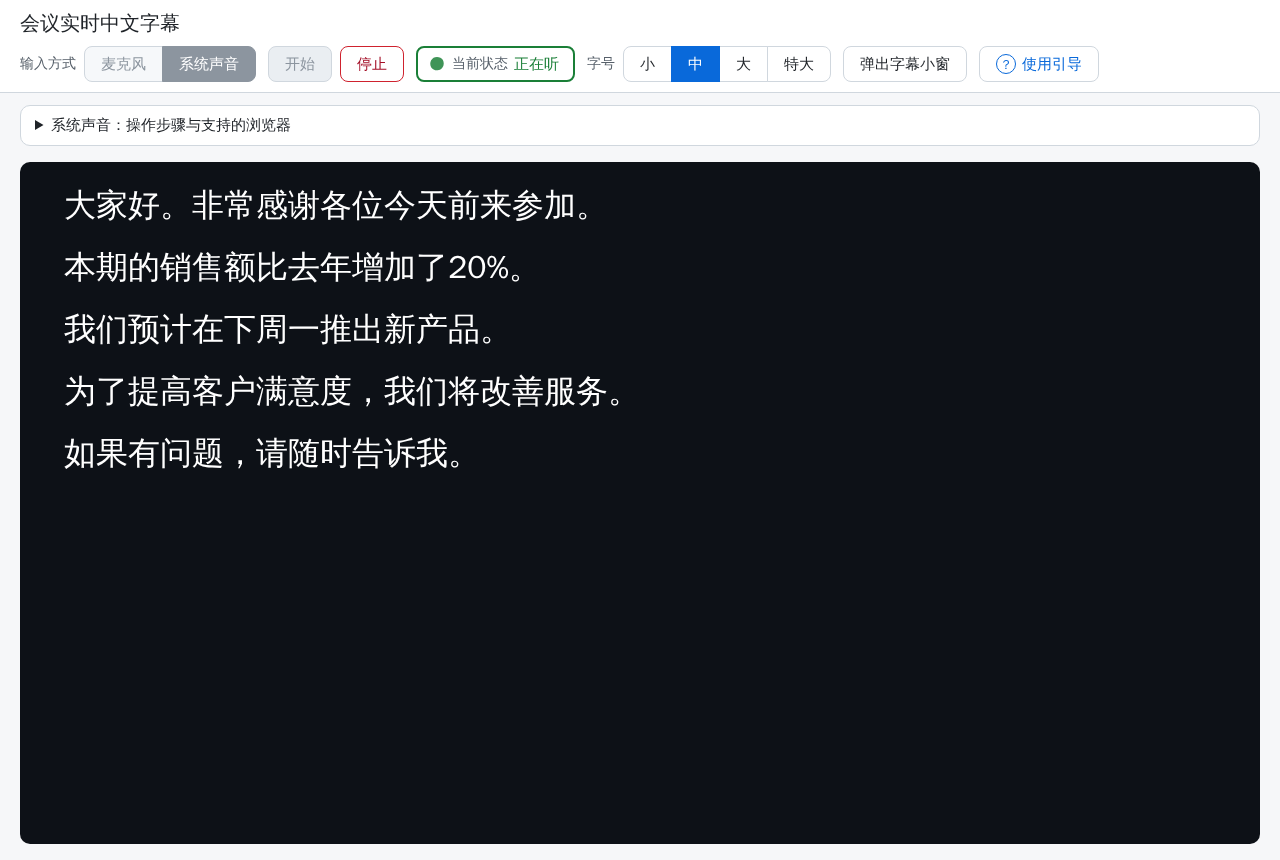 会议实时中文字幕
输入方式 麦克风 系统声音 开始 停止 当前状态 正在听 字号 小 中 大 特大 弹出字幕小窗 ? 使用引导
系统声音：操作步骤与支持的浏览器
大家好。非常感谢各位今天前来参加。
本期的销售额比去年增加了20%。
我们预计在下周一推出新产品。
为了提高客户满意度，我们将改善服务。
如果有问题，请随时告诉我。